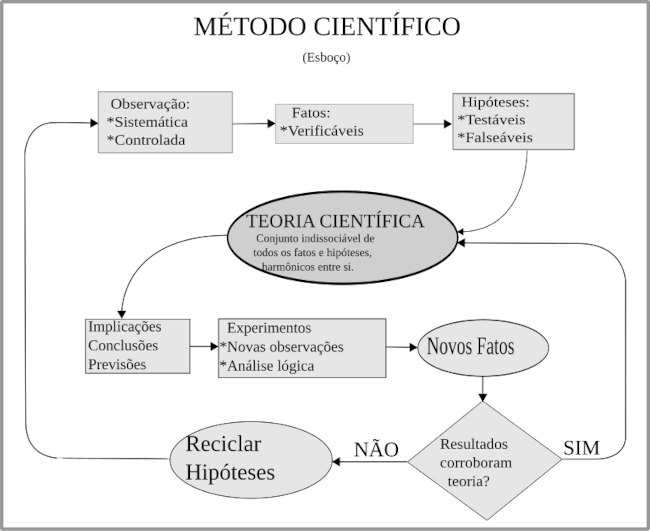 MÉTODO CIENTÍFICO
(Esboço)
Observação:
*Sistemática
*Controlada
Fatos:
*Verificáveis
Hipóteses:
*Testáveis
*Falseáveis
TEORIA CIENTÍFICA
Conjunto indissociável de
todos os fatos e hipóteses,
harmônicos entre si.
Implicações
Conclusões
Previsões
Experimentos
*Novas observações
*Análise lógica
Novos Fatos
Resultados
corroboram
teoria?
SIM
NÃO
Reciclar
Hipóteses